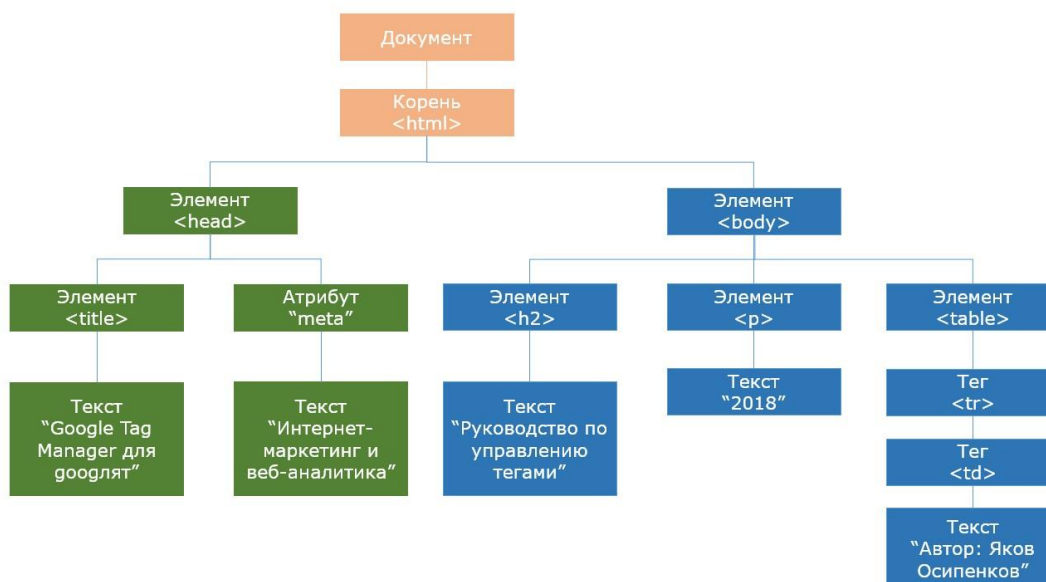 Документ
Корень
<html>
Элемент
<head>
Элемент
<body>
Элемент
<title>
Атрибут
“meta”
Элемент
<h2>
Элемент
<p>
Элемент
<table>
Текст
“Google Tag
Manager для
googлят”
Текст
“Интернет-
маркетинг и
веб-аналитика”
Текст
“Руководство по
управлению
тегами”
Текст
“2018”
Тег
<tr>
Тег
<td>
Текст
“Автор: Яков
Осипенков”